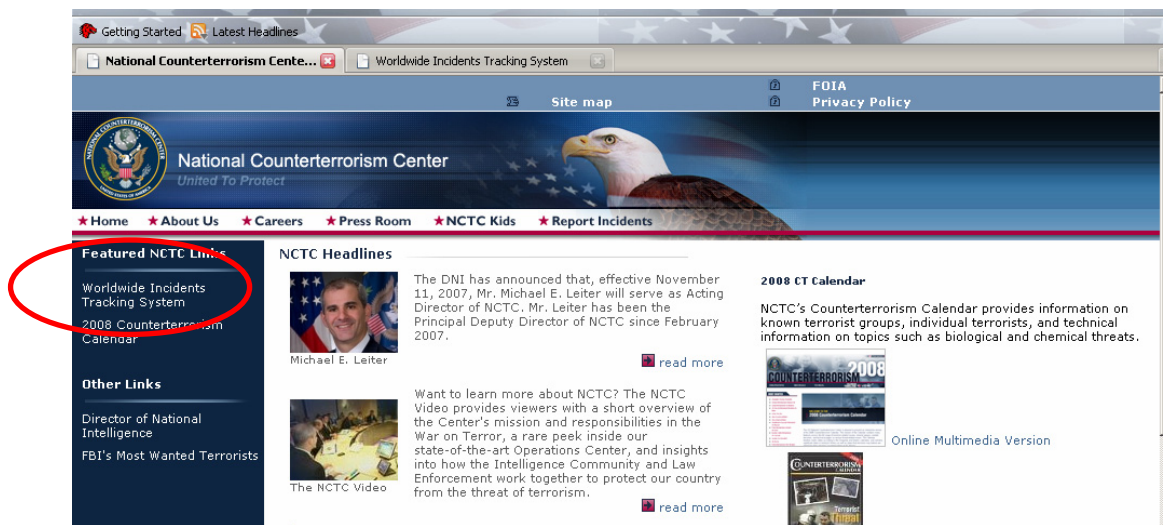 Getting Started Latest Headlines
National Counterterrorism Cente... Worldwide Incidents Tracking System
FOIA
Site map Privacy Policy
National Counterterrorism Center
United To Protect
Home About Us Careers Press Room NCTC Kids Report Incidents
Featured NCTC Links
Worldwide Incidents
Tracking System
2008 Counterterrorism
Calendar
Other Links
Director of National
Intelligence
FBI's Most Wanted Terrorists
NCTC Headlines
The DNI has announced that, effective November
11, 2007, Mr. Michael E. Leiter will serve as Acting
Director of NCTC. Mr. Leiter has been the
Principal Deputy Director of NCTC since February
2007.
Michael E. Leiter
read more
Want to learn more about NCTC? The NCTC
Video provides viewers with a short overview of
the Center's mission and responsibilities in the
War on Terror, a rare peek inside our
state-of-the-art Operations Center, and insights
into how the Intelligence Community and Law
Enforcement work together to protect our country
from the threat of terrorism.
The NCTC Video
read more
2008 CT Calendar
NCTC's Counterterrorism Calendar provides information on
known terrorist groups, individual terrorists, and technical
information on topics such as biological and chemical threats.
2008
COUNTERTERRORISM
Online Multimedia Version
COUNTERTERRORISM
CALENDAR
Terrorist
Threat